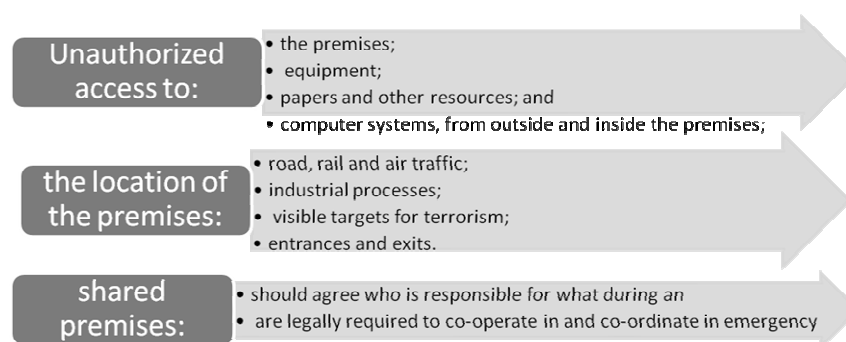 Unauthorized
access to:
• the premises;
• equipment;
• papers and other resources; and
• computer systems, from outside and inside the premises;
the location of
the premises:
• road, rail and air traffic;
• industrial processes;
• visible targets for terrorism;
• entrances and exits.
shared
premises:
• should agree who is responsible for what during an
• are legally required to co-operate in and co-ordinate in emergency